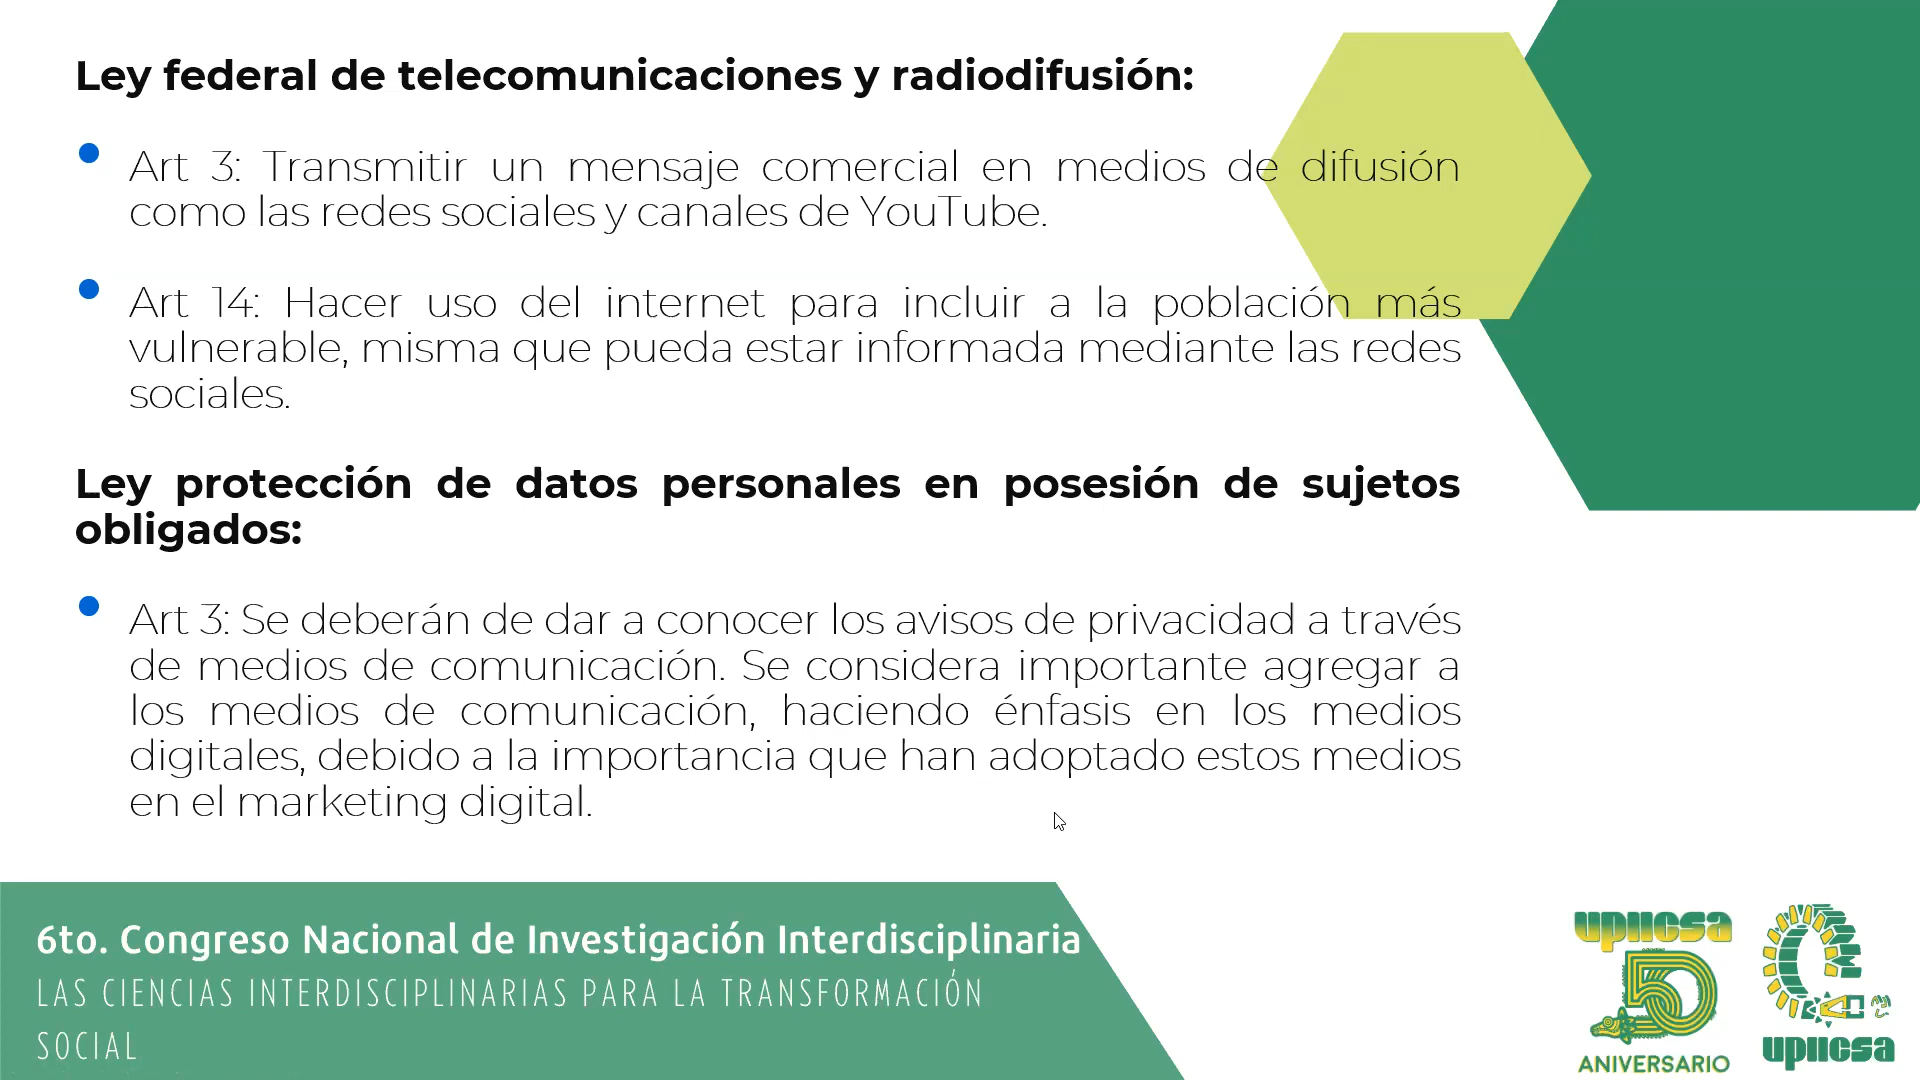 Ley federal de telecomunicaciones y radiodifusión:
Art 3: Transmitir un mensaje comercial en medios de difusión
como las redes sociales y canales de YouTube.
Art 14: Hacer uso del internet para incluir a la población más
vulnerable, misma que pueda estar informada mediante las redes
sociales.
Ley protección de datos personales en posesión de sujetos
obligados:
Art 3: Se deberán de dar a conocer los avisos de privacidad a través
de medios de comunicación. Se considera importante agregar a
los medios de comunicación, haciendo énfasis en los medios
digitales, debido a la importancia que han adoptado estos medios
en el marketing digital.
6to. Congreso Nacional de Investigación Interdisciplinaria
LAS CIENCIAS INTERDISCIPLINARIAS PARA LA TRANSFORMACIÓN
SOCIAL
upiicsa
50
ANIVERSARIO
upiicsa